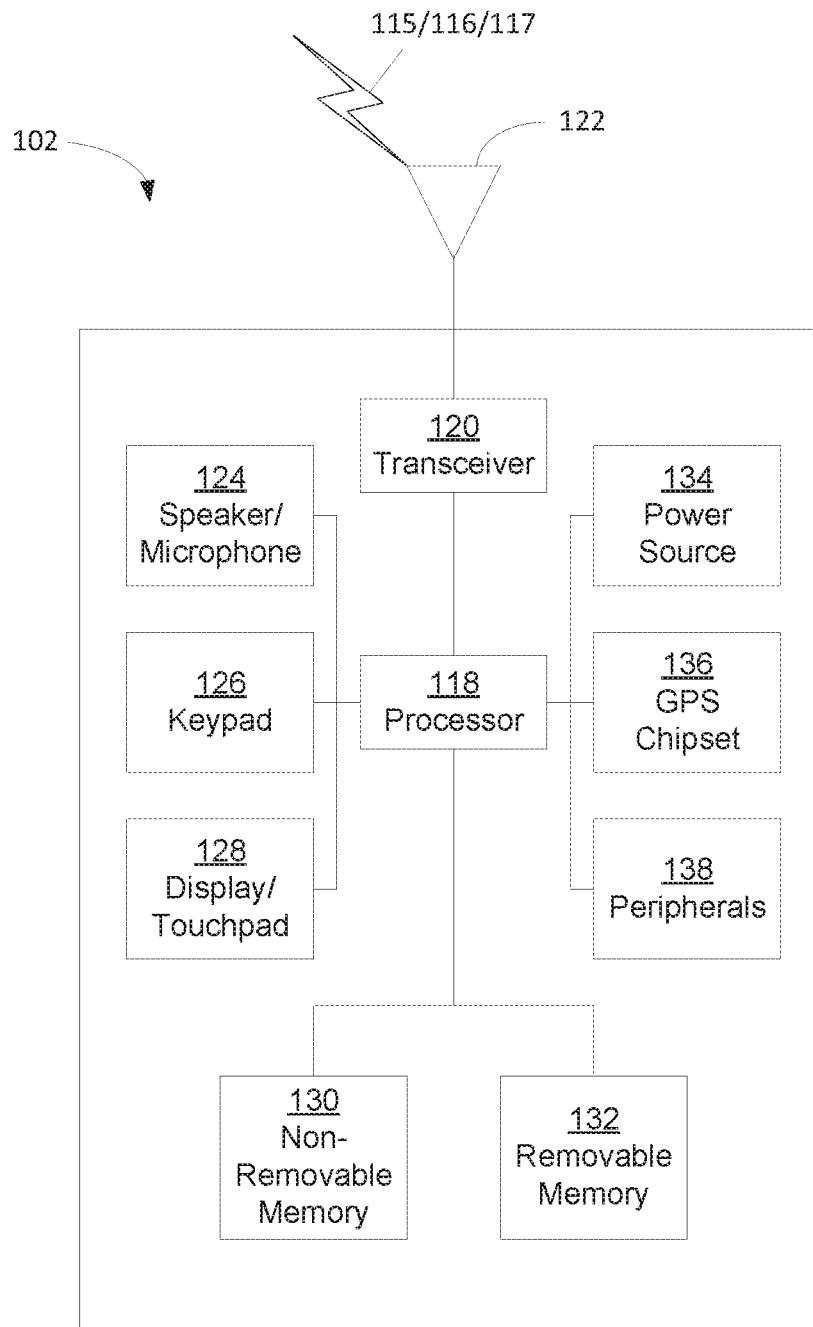 115/116/117
122
102
120
Transceiver
124
Speaker/
Microphone
134
Power
Source
126
Keypad
118
Processor
136
GPS
Chipset
128
Display/
Touchpad
138
Peripherals
130
Non-
Removable
Memory
132
Removable
Memory